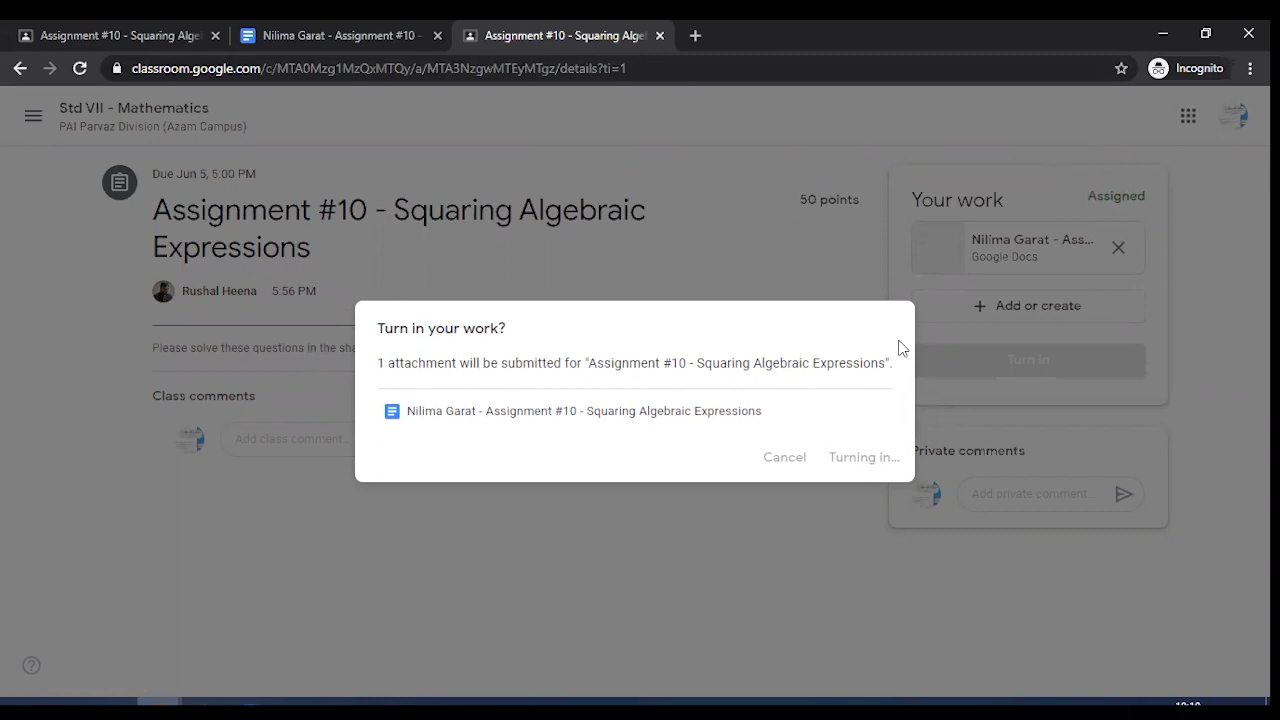 Assignment #10 - Squaring Alge
Nilima Garat - Assignment #10 -
Assignment #10 - Squaring Alge
classroom.google.com/c/MTA0Mzg1MzQxMTQy/a/MTA3NzgwMTEyMTgz/details?ti=1
Incognito
Std VII - Mathematics
PAI Parvaz Division (Azam Campus)
Due Jun 5, 5:00 PM
Assignment #10 - Squaring Algebraic
Expressions
50 points
Rushal Heena 5:56 PM
Please solve these questions in the sha
Class comments
Add class comment...
Your work
Assigned
Nilima Garat - Ass...
Google Docs
+ Add or create
Turn in
Private comments
Add private comment...
Turn in your work?
1 attachment will be submitted for "Assignment #10 - Squaring Algebraic Expressions".
Nilima Garat - Assignment #10 - Squaring Algebraic Expressions
Cancel
Turning in...